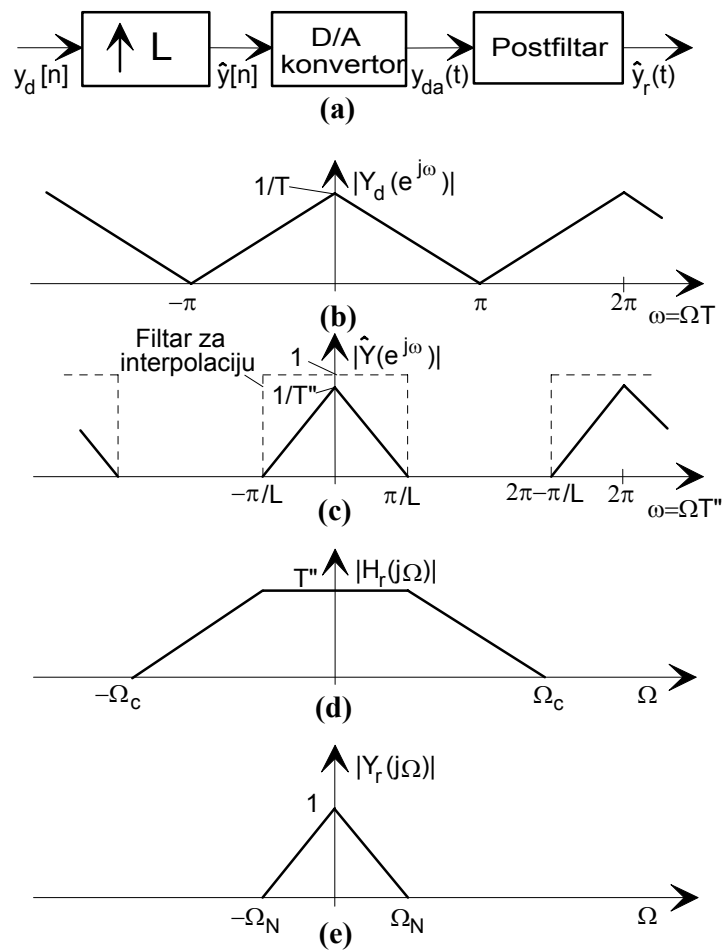 ↑ L
D/A
konvertor
Postfiltar
y_d[n]
ŷ[n]
y_da(t)
ŷ_r(t)
(a)
1/T
|Y_d(e^jω)|
−π
π
2π
ω=ΩT
(b)
Filtar za
interpolaciju
1
|Ŷ(e^jω)|
1/T"
−π/L
π/L
2π−π/L
2π
ω=ΩT"
(c)
T"
|H_r(jΩ)|
−Ω_c
Ω_c
Ω
(d)
|Y_r(jΩ)|
1
−Ω_N
Ω_N
Ω
(e)